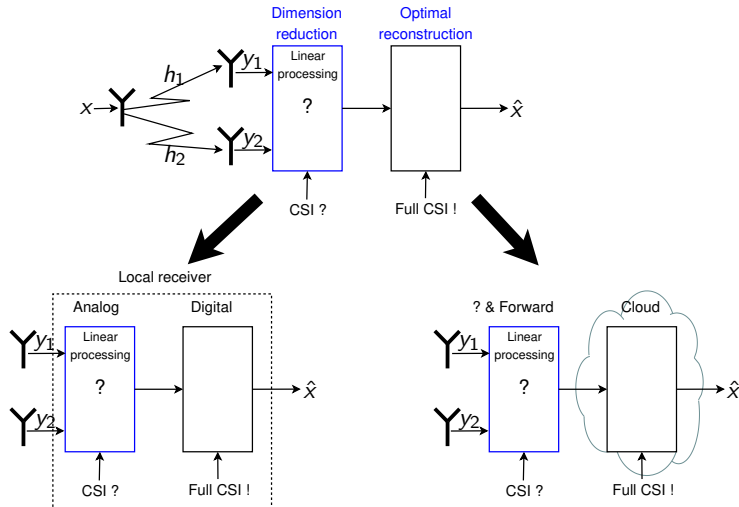 Dimension reduction
Optimal reconstruction
x
h₁
h₂
y₁
y₂
Linear processing
?
x̂
CSI ?
Full CSI !
Local receiver
Analog
Digital
y₁
y₂
Linear processing
?
x̂
CSI ?
Full CSI !
? & Forward
Cloud
y₁
y₂
Linear processing
?
x̂
CSI ?
Full CSI !